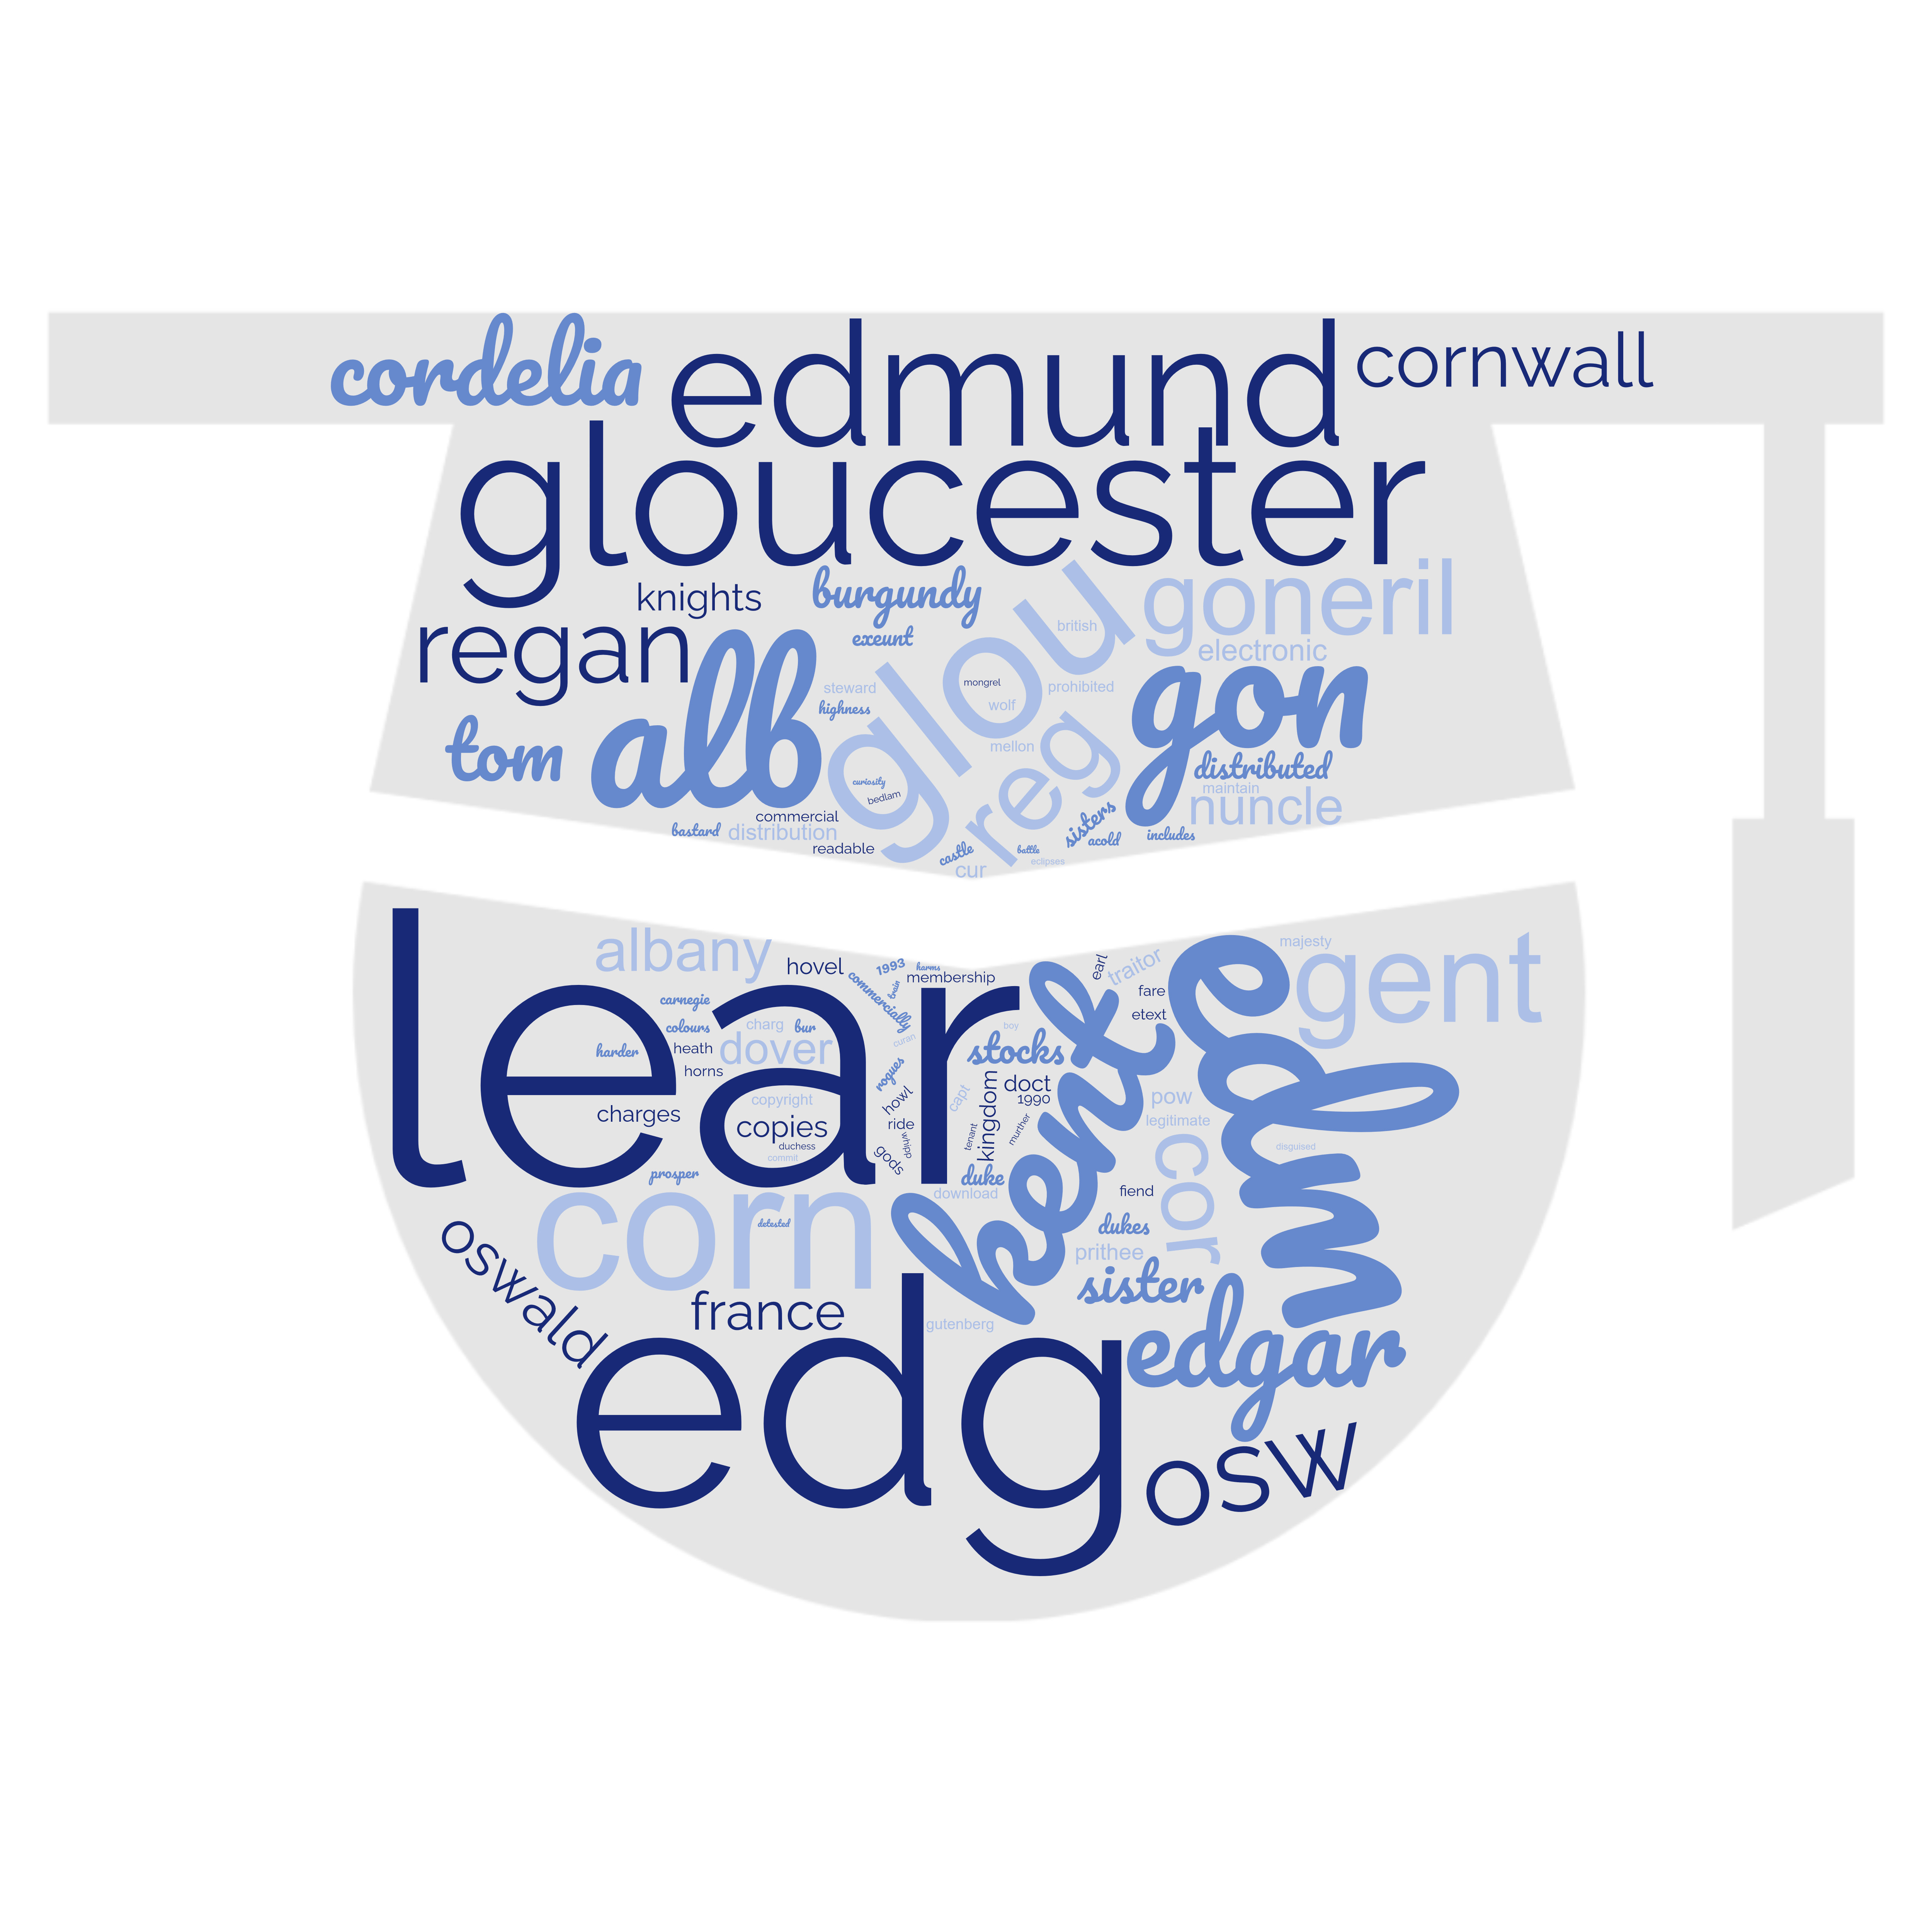 cordelia
edmund
cornwall
gloucester
knights
burgundy
glou
british
goneril
exeunt
electronic
regan
alb
steward
mongrel
prohibited
gon
highness
wolf
tom
mellon
reg
distributed
curiosity
maintain
bedlam
nuncle
commercial
sisters
bastard
distribution
acold
includes
readable
castle
battle
cur
eclipses
lear
albany
hovel
1993
harms
membership
earl
traitor
majesty
edm
gent
carnegie
commercially
train
fare
kent
etext
colours
charg
bur
curan
boy
harder
heath
dover
stocks
horns
rogues
doct
charges
copyright
howl
capt
kingdom
1990
pow
copies
ride
tenant
murther
legitimate
duchess
whipp
cor
disguised
commit
gods
prosper
duke
download
fiend
corn
detested
dukes
oswald
prithee
sister
france
gutenberg
edg
edgar
osw